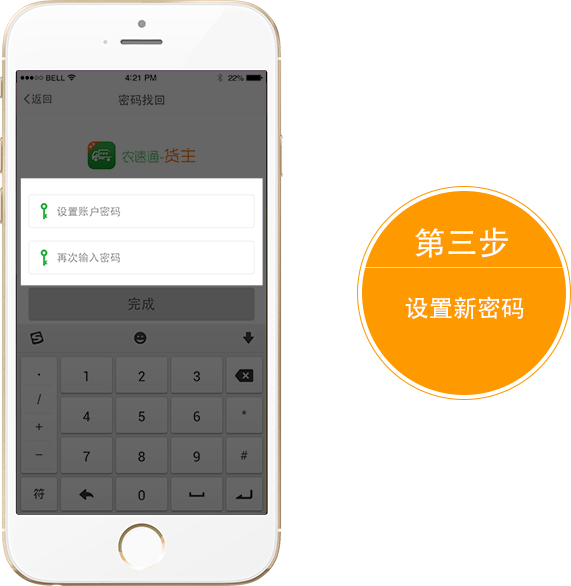 ●●●○○ BELL 4:21 PM 22%
返回 密码找回
农速通-货主
设置账户密码
再次输入密码
完成
· 1 2 3
/
4 5 6 *
+
7 8 9 #
−
符 0
第三步
设置新密码